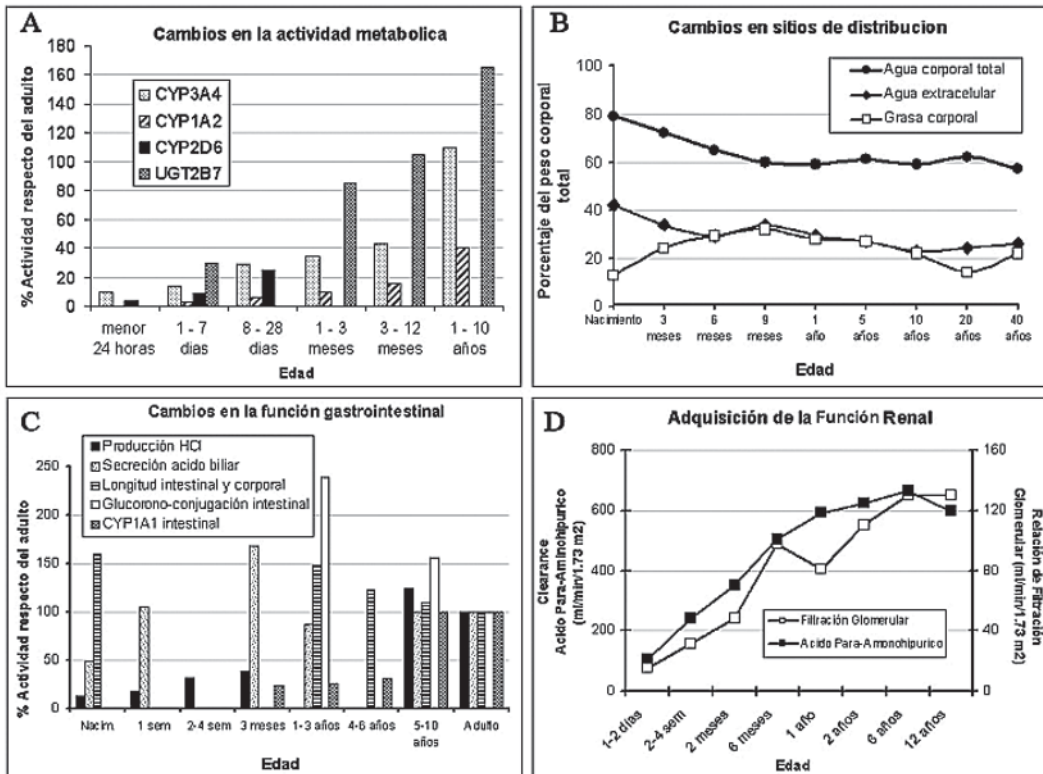 A
Cambios en la actividad metabolica
% Actividad respecto del adulto
180
160
140
120
100
80
60
40
20
0
CYP3A4
CYP1A2
CYP2D6
UGT2B7
menor 24 horas
1 - 7 dias
8 - 28 dias
1 - 3 meses
3 - 12 meses
1 - 10 años
Edad
B
Cambios en sitios de distribucion
Porcentaje del peso corporal total
100
80
60
40
20
0
Agua corporal total
Agua extracelular
Grasa corporal
Nacimiento
3 meses
6 meses
9 meses
1 año
5 años
10 años
20 años
40 años
Edad
C
Cambios en la función gastrointestinal
Producción HCl
Secreción acido biliar
Longitud intestinal y corporal
Glucorono-conjugación intestinal
CYP1A1 intestinal
% Actividad respecto del adulto
250
200
150
100
50
0
Nacim.
1 sem
2-4 sem
3 meses
1-3 años
4-6 años
5-10 años
Adulto
Edad
D
Adquisición de la Función Renal
Clearance
Acido Para-Aminohipurico
(ml/min/1.73 m2)
800
600
400
200
0
Filtración Glomerular
Acido Para-Amonohipurico
160
120
80
40
0
Relación de Filtración
Glomerular (ml/min/1.73 m2)
1-2 días
2-4 sem
2 meses
6 meses
1 año
2 años
6 años
12 años
Edad